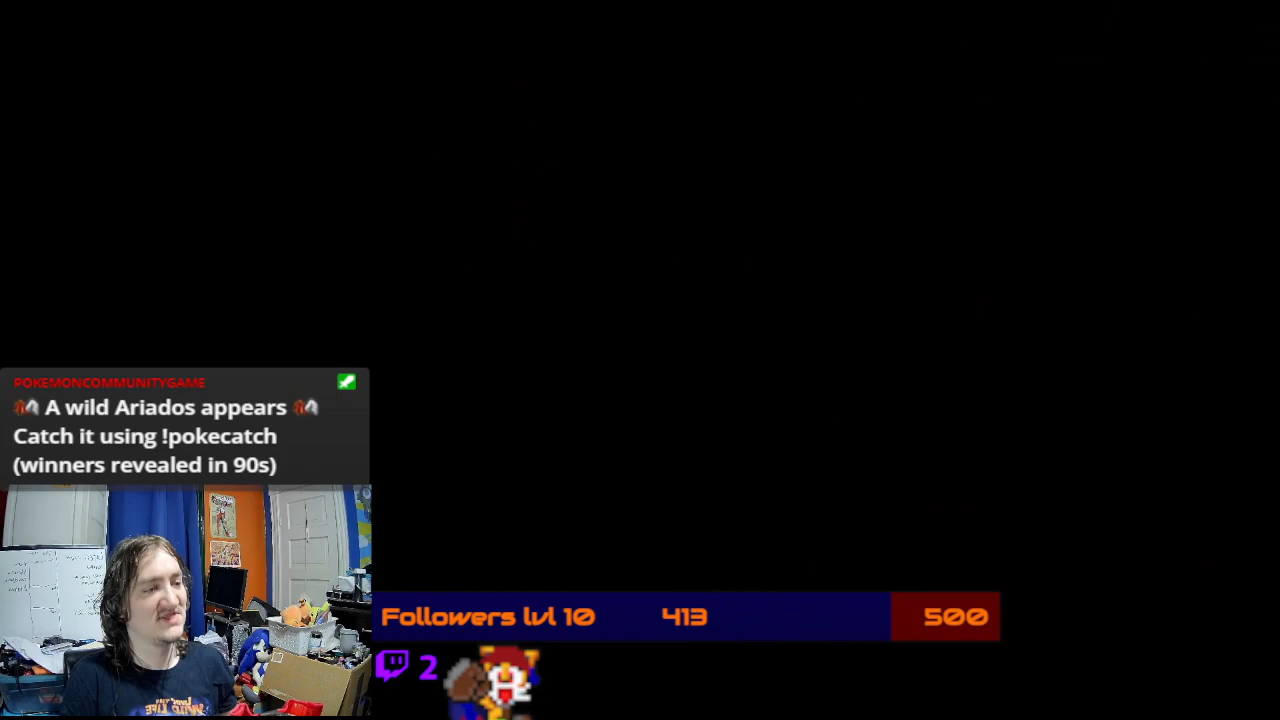 POKEMONCOMMUNITYGAME
A wild Ariados appears
Catch it using !pokecatch
(winners revealed in 90s)
Followers lvl 10 413 500
2